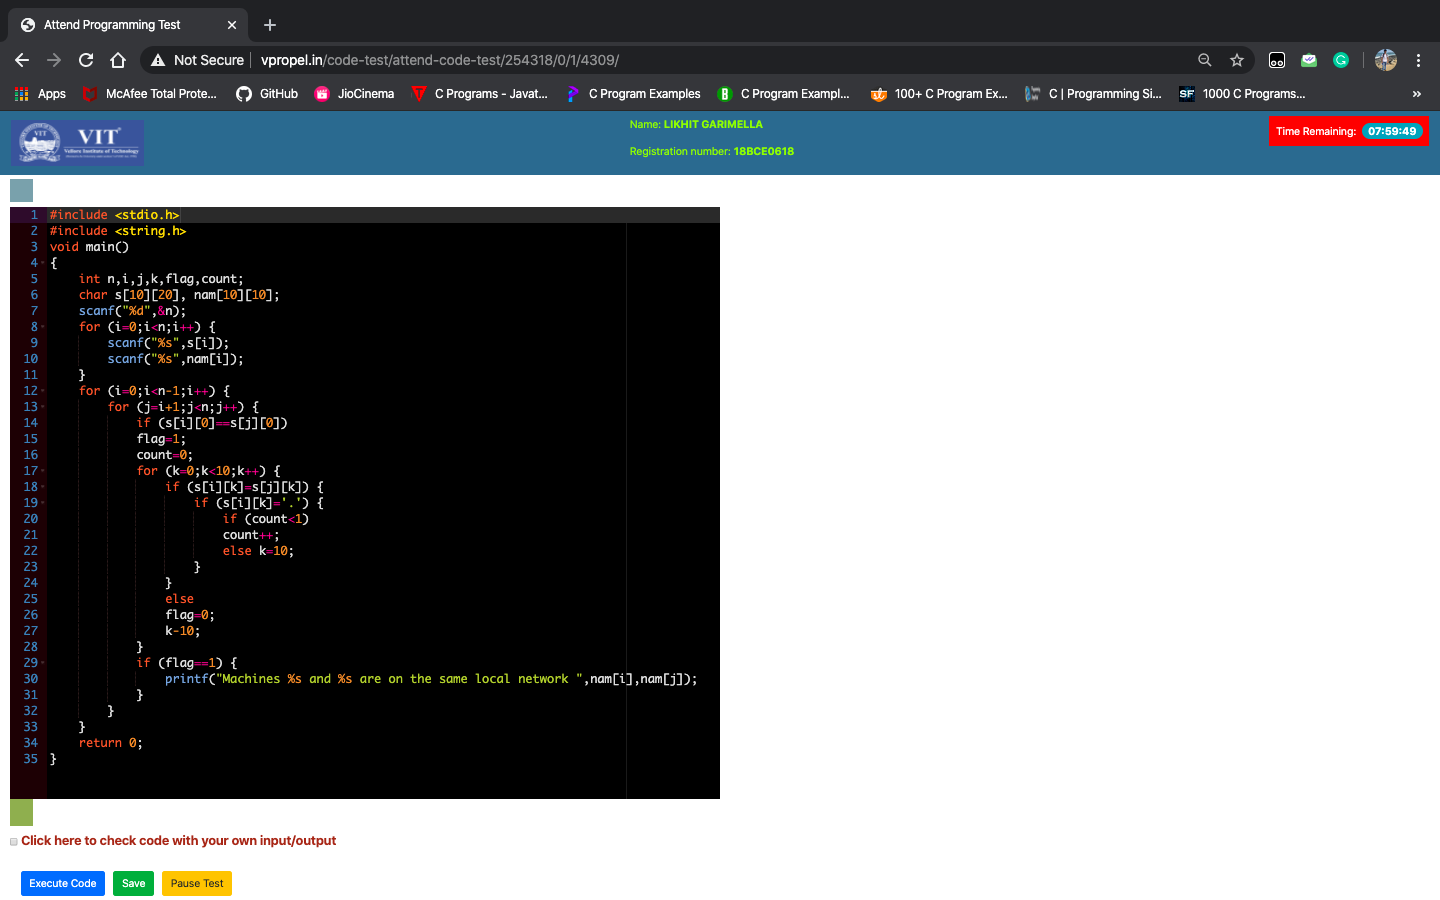 Attend Programming Test
Not Secure | vpropel.in/code-test/attend-code-test/254318/0/1/4309/
Apps McAfee Total Prote... GitHub JioCinema C Programs - Javat... C Program Examples C Program Exampl... 100+ C Program Ex... C | Programming Si... SF 1000 C Programs... »
VIT
Vellore Institute of Technology
Name: LIKHIT GARIMELLA
Registration number: 18BCE0618
Time Remaining: 07:59:49
1 #include <stdio.h>
2 #include <string.h>
3 void main()
4 {
5     int n,i,j,k,flag,count;
6     char s[10][20], nam[10][10];
7     scanf("%d",&n);
8     for (i=0;i<n;i++) {
9         scanf("%s",s[i]);
10         scanf("%s",nam[i]);
11     }
12     for (i=0;i<n-1;i++) {
13         for (j=i+1;j<n;j++) {
14             if (s[i][0]==s[j][0])
15             flag=1;
16             count=0;
17             for (k=0;k<10;k++) {
18                 if (s[i][k]=s[j][k]) {
19                     if (s[i][k]='.') {
20                         if (count<1)
21                         count++;
22                         else k=10;
23                     }
24                 }
25                 else
26                 flag=0;
27                 k-10;
28             }
29             if (flag==1) {
30                 printf("Machines %s and %s are on the same local network ",nam[i],nam[j]);
31             }
32         }
33     }
34     return 0;
35 }
Click here to check code with your own input/output
Execute Code Save Pause Test